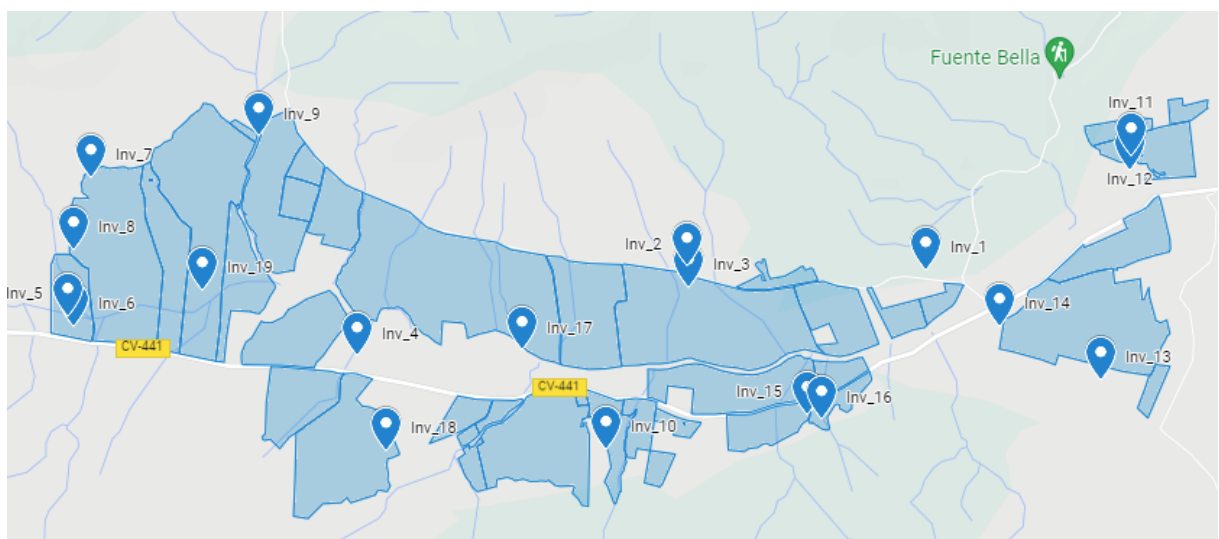 Fuente Bella
Inv_11
Inv_9
Inv_7
Inv_12
Inv_8
Inv_2
Inv_1
Inv_3
Inv_19
Inv_5
Inv_6
Inv_14
Inv_17
Inv_4
CV-441
Inv_13
CV-441
Inv_15
Inv_16
Inv_18
Inv_10